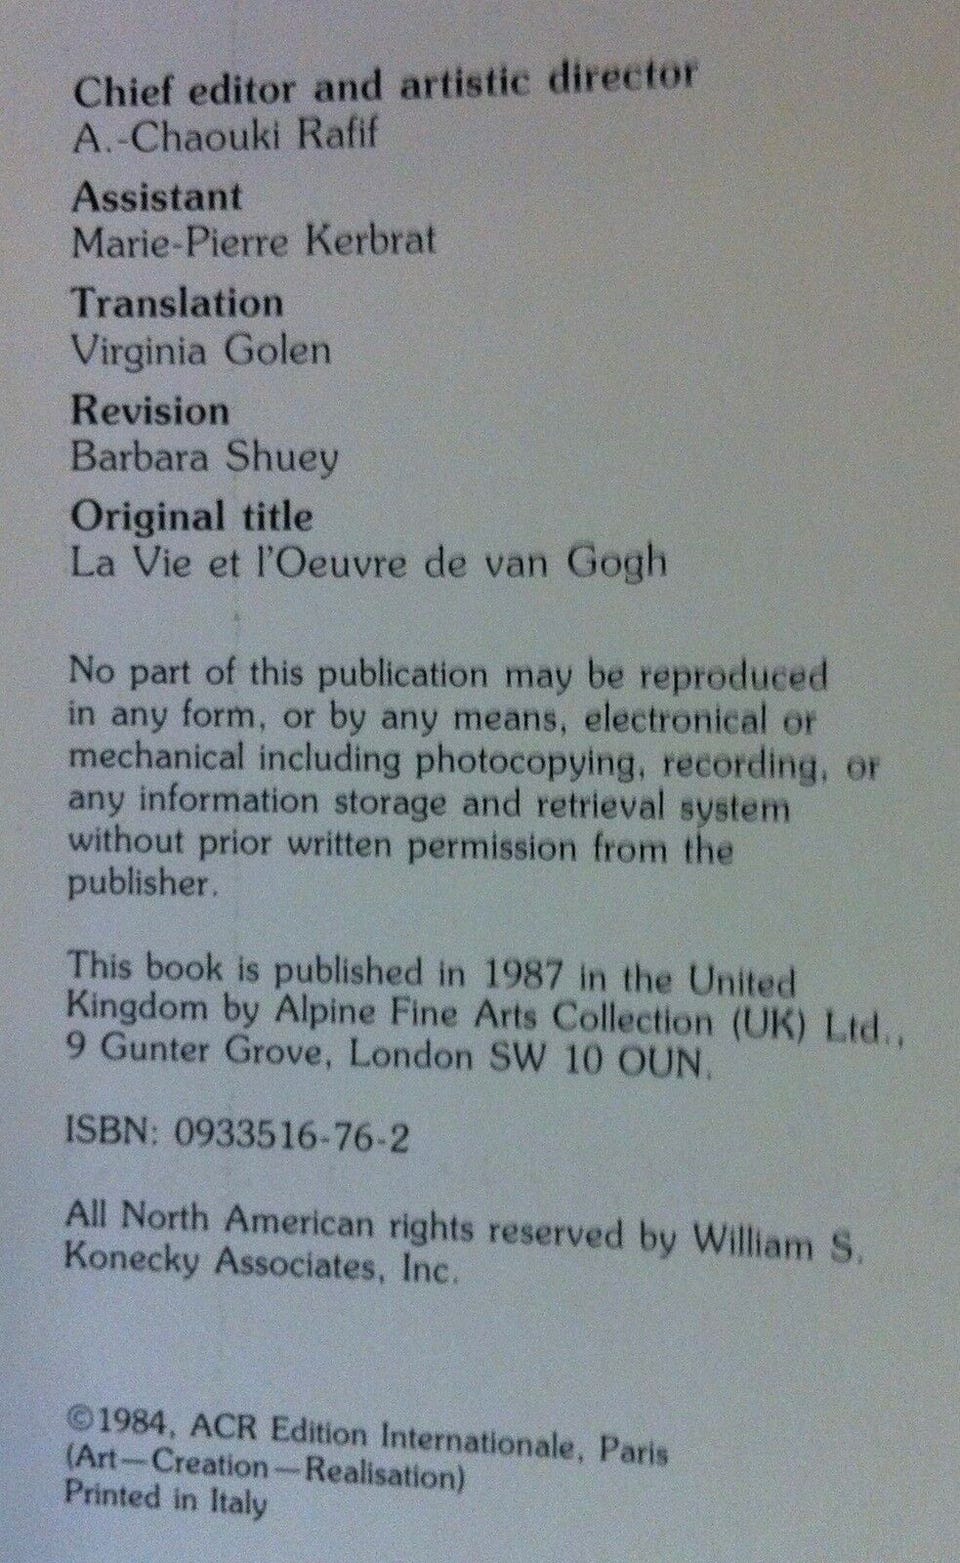 Chief editor and artistic director
A.-Chaouki Rafif
Assistant
Marie-Pierre Kerbrat
Translation
Virginia Golen
Revision
Barbara Shuey
Original title
La Vie et l'Oeuvre de van Gogh
No part of this publication may be reproduced
in any form, or by any means, electronical or
mechanical including photocopying, recording, or
any information storage and retrieval system
without prior written permission from the
publisher.
This book is published in 1987 in the United
Kingdom by Alpine Fine Arts Collection (UK) Ltd.,
9 Gunter Grove, London SW 10 OUN.
ISBN: 0933516-76-2
All North American rights reserved by William S.
Konecky Associates, Inc.
©1984, ACR Edition Internationale, Paris
(Art—Creation—Realisation)
Printed in Italy